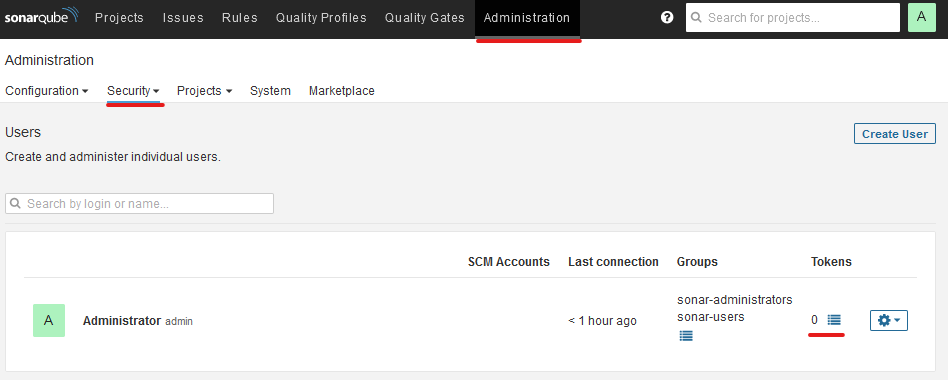 sonarqube Projects Issues Rules Quality Profiles Quality Gates Administration ? Search for projects... A
Administration
Configuration Security Projects System Marketplace
Users
Create User
Create and administer individual users.
Search by login or name...
SCM Accounts Last connection Groups Tokens
A Administrator admin < 1 hour ago sonar-administrators 0
sonar-users